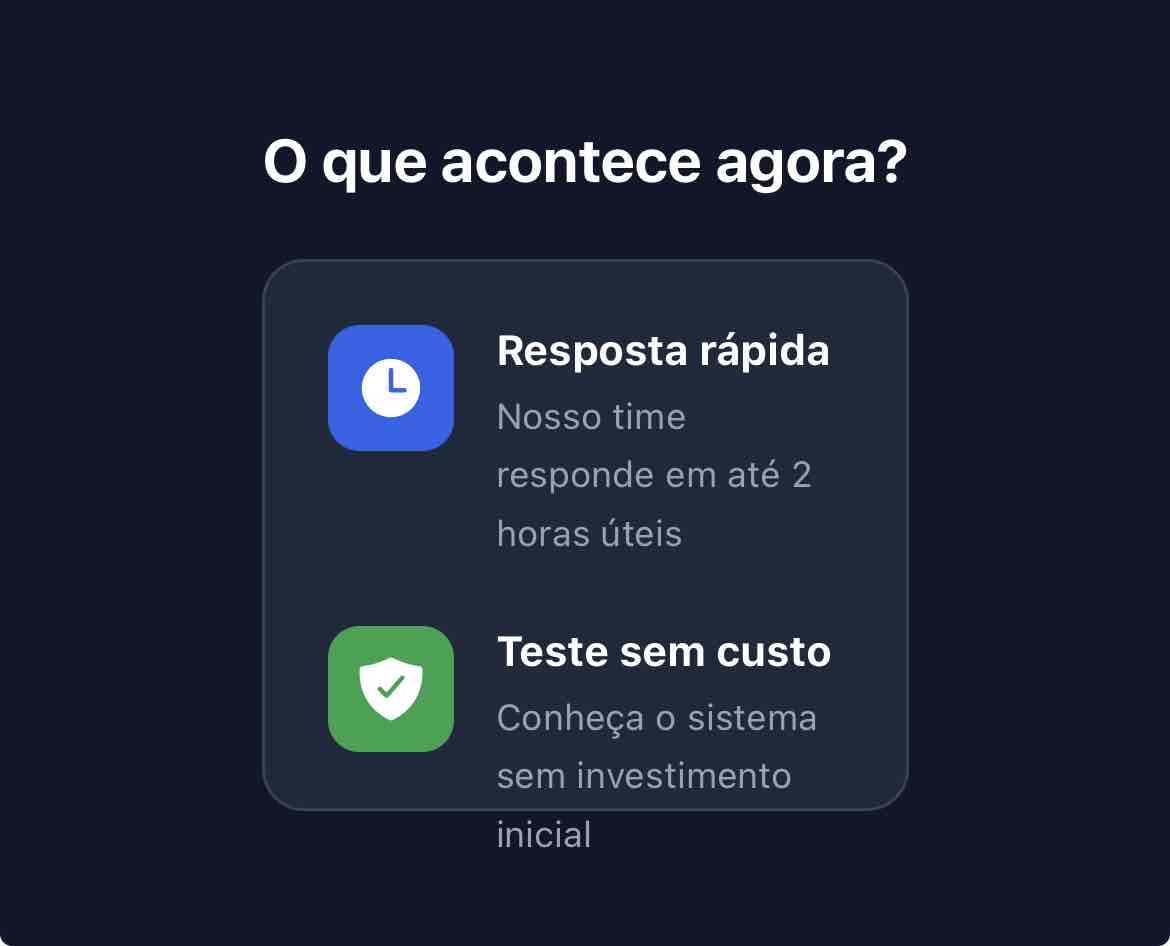 O que acontece agora?
Resposta rápida
Nosso time
responde em até 2
horas úteis
Teste sem custo
Conheça o sistema
sem investimento
inicial